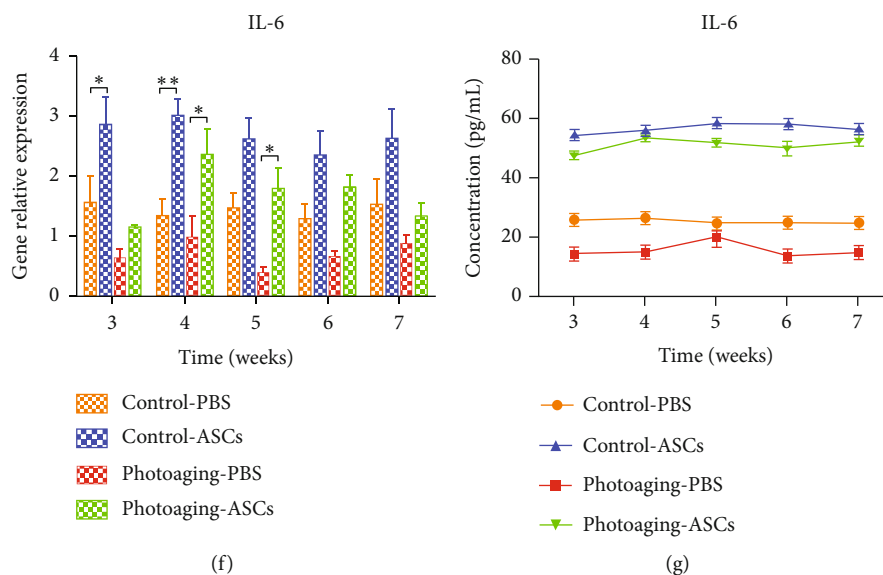 IL-6
Gene relative expression
4
3
2
1
0
*
**
*
*
3 4 5 6 7
Time (weeks)
Control-PBS
Control-ASCs
Photoaging-PBS
Photoaging-ASCs
(f)
IL-6
Concentration (pg/mL)
80
60
40
20
0
3 4 5 6 7
Time (weeks)
Control-PBS
Control-ASCs
Photoaging-PBS
Photoaging-ASCs
(g)